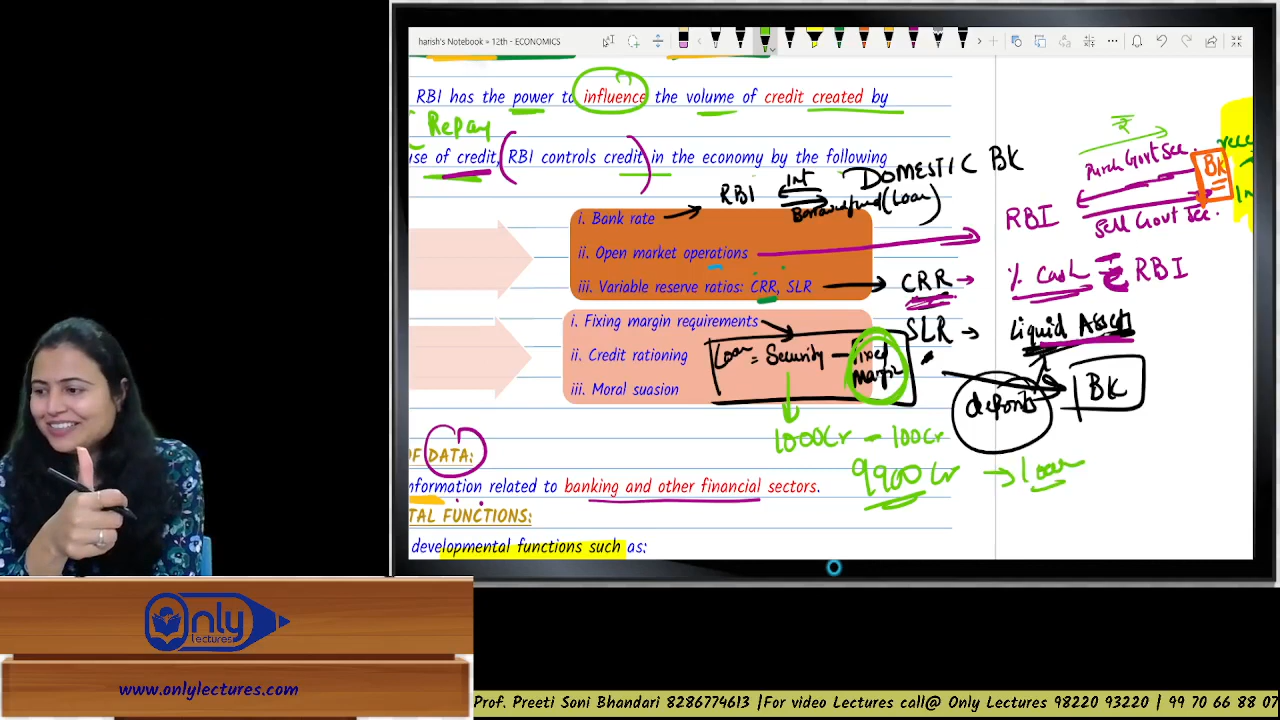 harish's Notebook » 12th - ECONOMICS
RBI has the power to influence the volume of credit created by
Repay
use of credit, RBI controls credit in the economy by the following
RBI Int DOMESTIC BK
Borrow fund (Loan)
i. Bank rate
ii. Open market operations
iii. Variable reserve ratios: CRR, SLR
i. Fixing margin requirements
ii. Credit rationing
iii. Moral suasion
Loan = Security - fixed Margin
1000Cr - 100Cr
9900Cr → loan
₹
Purch Govt sec.
RBI
BK
Sell Govt sec.
CRR → % Cash RBI
SLR → Liquid Asset
deposits
BK
OF DATA:
nformation related to banking and other financial sectors.
TAL FUNCTIONS:
developmental functions such as:
Only
lectures
www.onlylectures.com
Prof. Preeti Soni Bhandari 8286774613 |For video Lectures call@ Only Lectures 98220 93220 | 99 70 66 88 07